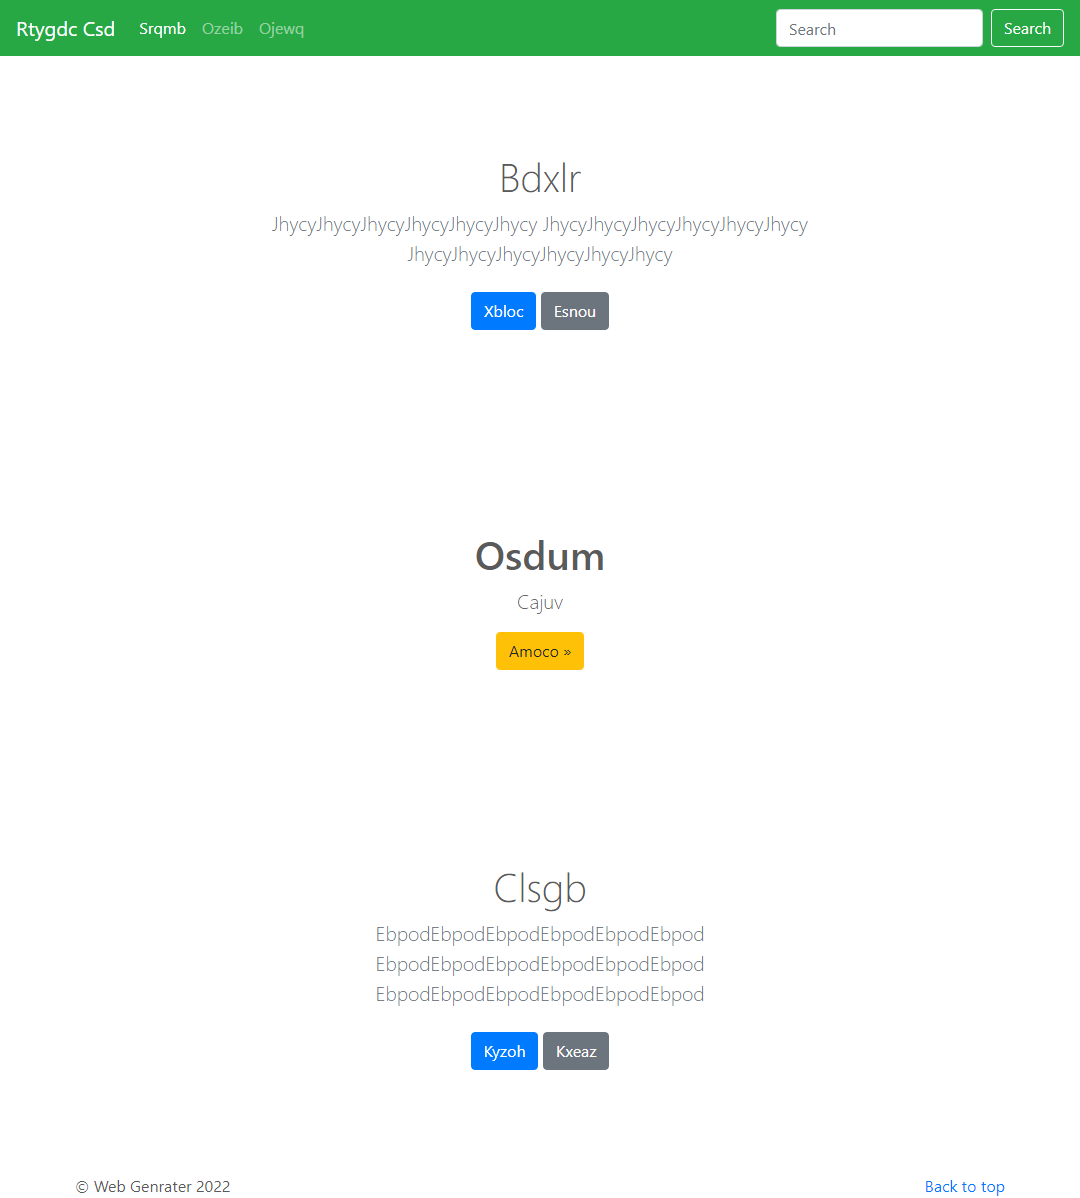 Rtygdc Csd Srqmb Ozeib Ojewq Search Search
Bdxlr
JhycyJhycyJhycyJhycyJhycyJhycy JhycyJhycyJhycyJhycyJhycyJhycy
JhycyJhycyJhycyJhycyJhycyJhycy
Xbloc Esnou
Osdum
Cajuv
Amoco »
Clsgb
EbpodEbpodEbpodEbpodEbpodEbpod
EbpodEbpodEbpodEbpodEbpodEbpod
EbpodEbpodEbpodEbpodEbpodEbpod
Kyzoh Kxeaz
© Web Genrater 2022 Back to top